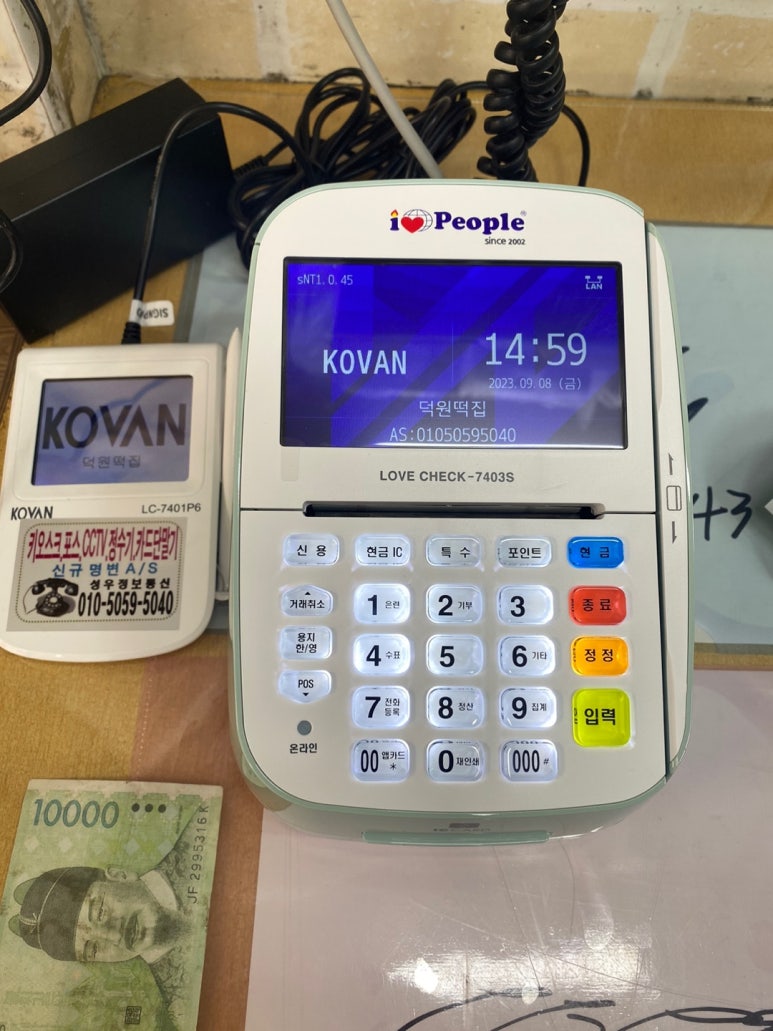 i People
since 2002
sNT1.0.45
LAN
KOVAN
14:59
2023.09.08 (금)
덕원떡집
AS:01050595040
LOVE CHECK-7403S
신용
현금 IC
특수
포인트
현금
거래취소
1 은련
2 기부
3
종료
용지
한/영
4 수표
5
6 기타
정정
POS
7 전화
등록
8 정산
9 집계
입력
온라인
00 앱카드
*
0 재인쇄
000 #
SIGNPAD
KOVAN
덕원떡집
KOVAN
LC-7401P6
키오스크,포스,CCTV,정수기,카드단말기
신규 명변 A/S
성우정보통신
010-5059-5040
10000
JF 2995316 K
43